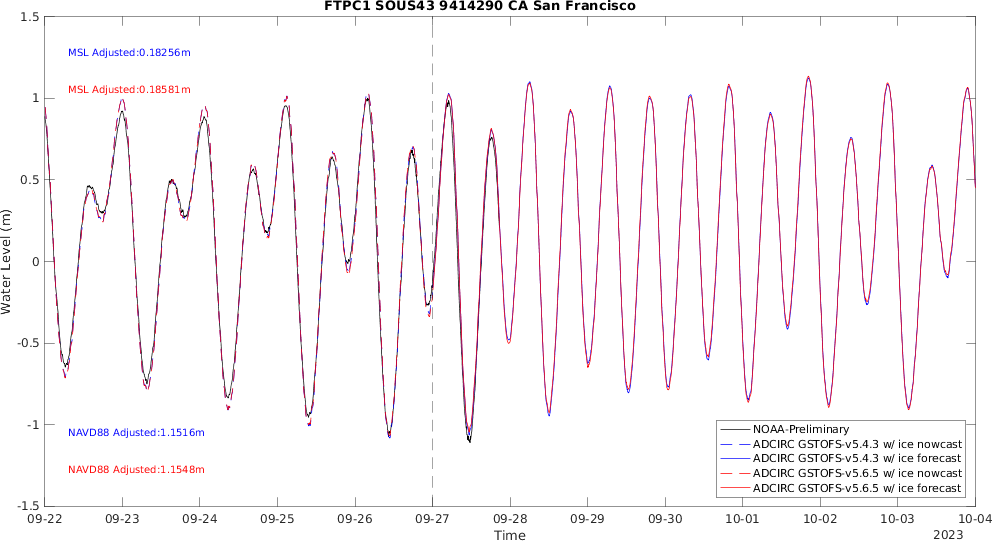 FTPC1 SOUS43 9414290 CA San Francisco
1.5
MSL Adjusted:0.18256m
MSL Adjusted:0.18581m
1
0.5
0
-0.5
-1
-1.5
Water Level (m)
NAVD88 Adjusted:1.1516m
NAVD88 Adjusted:1.1548m
NOAA-Preliminary
ADCIRC GSTOFS-v5.4.3 w/ ice nowcast
ADCIRC GSTOFS-v5.4.3 w/ ice forecast
ADCIRC GSTOFS-v5.6.5 w/ ice nowcast
ADCIRC GSTOFS-v5.6.5 w/ ice forecast
09-22 09-23 09-24 09-25 09-26 09-27 09-28 09-29 09-30 10-01 10-02 10-03 10-04
Time
2023